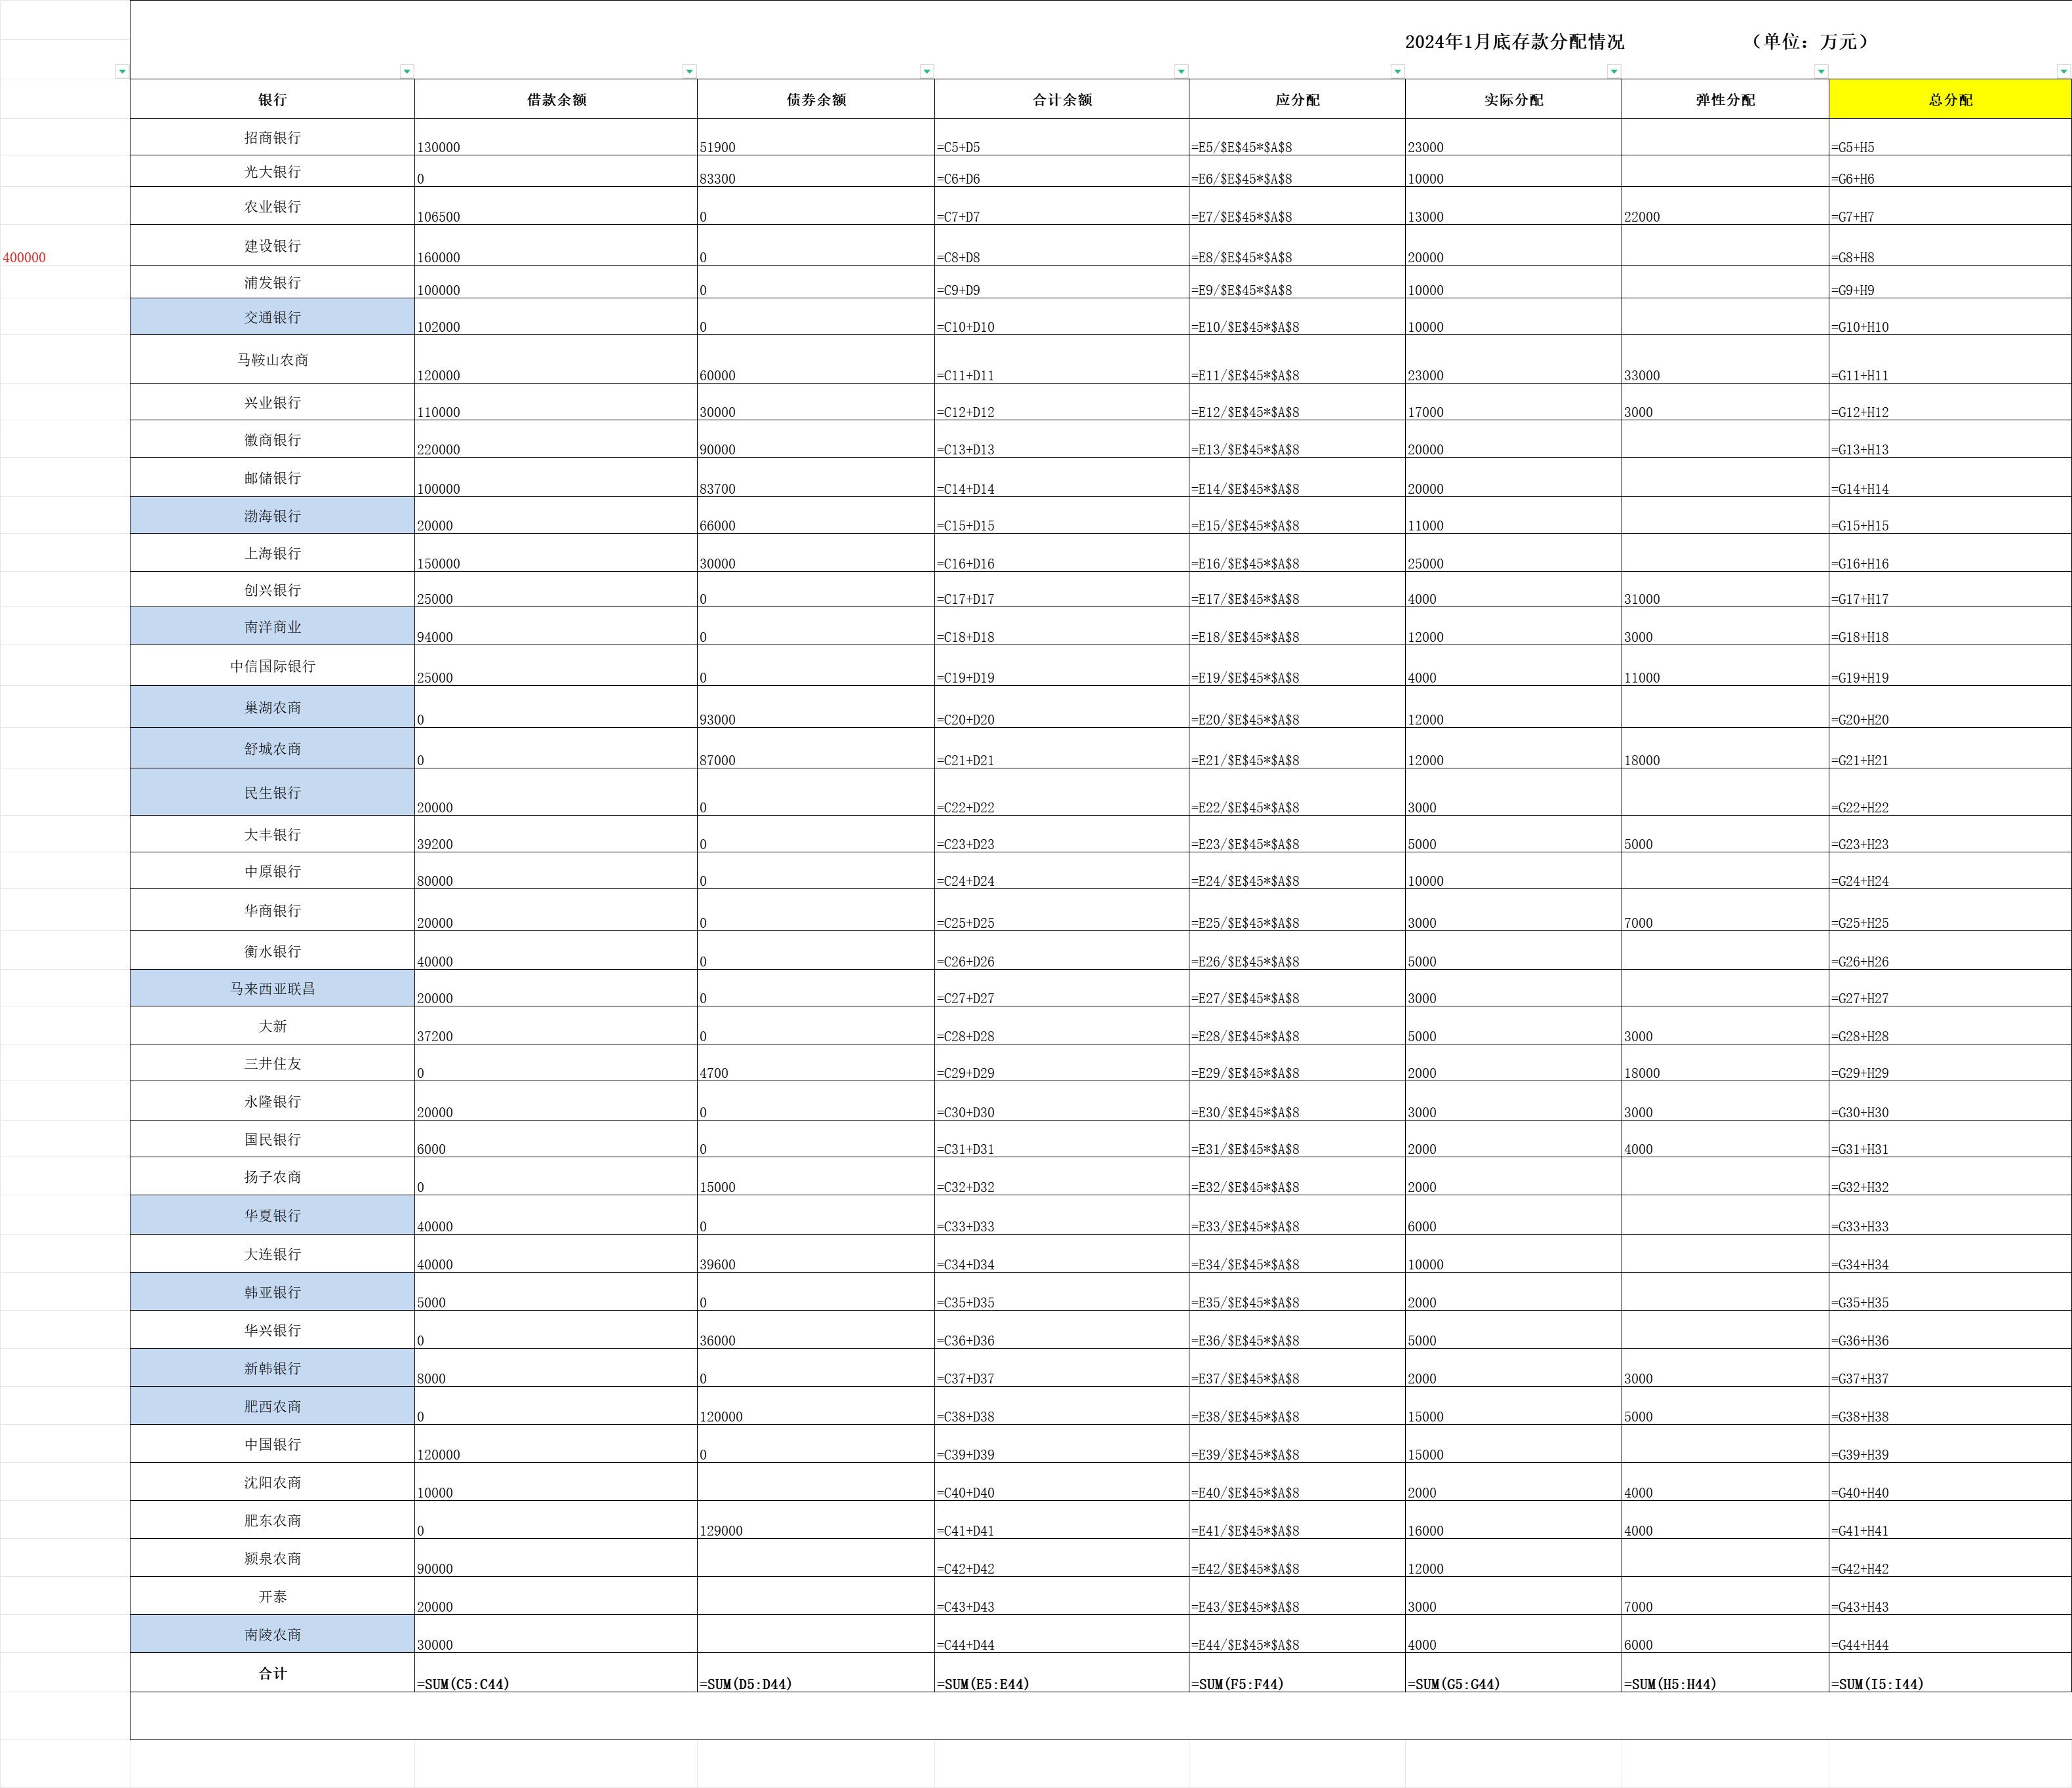 2024年1月底存款分配情况 （单位：万元）
银行 借款余额 债券余额 合计余额 应分配 实际分配 弹性分配 总分配
招商银行 130000 51900 =C5+D5 =E5/$E$45*$A$8 23000 =G5+H5
光大银行 0 83300 =C6+D6 =E6/$E$45*$A$8 10000 =G6+H6
农业银行 106500 0 =C7+D7 =E7/$E$45*$A$8 13000 22000 =G7+H7
400000 建设银行 160000 0 =C8+D8 =E8/$E$45*$A$8 20000 =G8+H8
浦发银行 100000 0 =C9+D9 =E9/$E$45*$A$8 10000 =G9+H9
交通银行 102000 0 =C10+D10 =E10/$E$45*$A$8 10000 =G10+H10
马鞍山农商 120000 60000 =C11+D11 =E11/$E$45*$A$8 23000 33000 =G11+H11
兴业银行 110000 30000 =C12+D12 =E12/$E$45*$A$8 17000 3000 =G12+H12
徽商银行 220000 90000 =C13+D13 =E13/$E$45*$A$8 20000 =G13+H13
邮储银行 100000 83700 =C14+D14 =E14/$E$45*$A$8 20000 =G14+H14
渤海银行 20000 66000 =C15+D15 =E15/$E$45*$A$8 11000 =G15+H15
上海银行 150000 30000 =C16+D16 =E16/$E$45*$A$8 25000 =G16+H16
创兴银行 25000 0 =C17+D17 =E17/$E$45*$A$8 4000 31000 =G17+H17
南洋商业 94000 0 =C18+D18 =E18/$E$45*$A$8 12000 3000 =G18+H18
中信国际银行 25000 0 =C19+D19 =E19/$E$45*$A$8 4000 11000 =G19+H19
巢湖农商 0 93000 =C20+D20 =E20/$E$45*$A$8 12000 =G20+H20
舒城农商 0 87000 =C21+D21 =E21/$E$45*$A$8 12000 18000 =G21+H21
民生银行 20000 0 =C22+D22 =E22/$E$45*$A$8 3000 =G22+H22
大丰银行 39200 0 =C23+D23 =E23/$E$45*$A$8 5000 5000 =G23+H23
中原银行 80000 0 =C24+D24 =E24/$E$45*$A$8 10000 =G24+H24
华商银行 20000 0 =C25+D25 =E25/$E$45*$A$8 3000 7000 =G25+H25
衡水银行 40000 0 =C26+D26 =E26/$E$45*$A$8 5000 =G26+H26
马来西亚联昌 20000 0 =C27+D27 =E27/$E$45*$A$8 3000 =G27+H27
大新 37200 0 =C28+D28 =E28/$E$45*$A$8 5000 3000 =G28+H28
三井住友 0 4700 =C29+D29 =E29/$E$45*$A$8 2000 18000 =G29+H29
永隆银行 20000 0 =C30+D30 =E30/$E$45*$A$8 3000 3000 =G30+H30
国民银行 6000 0 =C31+D31 =E31/$E$45*$A$8 2000 4000 =G31+H31
扬子农商 0 15000 =C32+D32 =E32/$E$45*$A$8 2000 =G32+H32
华夏银行 40000 0 =C33+D33 =E33/$E$45*$A$8 6000 =G33+H33
大连银行 40000 39600 =C34+D34 =E34/$E$45*$A$8 10000 =G34+H34
韩亚银行 5000 0 =C35+D35 =E35/$E$45*$A$8 2000 =G35+H35
华兴银行 0 36000 =C36+D36 =E36/$E$45*$A$8 5000 =G36+H36
新韩银行 8000 0 =C37+D37 =E37/$E$45*$A$8 2000 3000 =G37+H37
肥西农商 0 120000 =C38+D38 =E38/$E$45*$A$8 15000 5000 =G38+H38
中国银行 120000 0 =C39+D39 =E39/$E$45*$A$8 15000 =G39+H39
沈阳农商 10000 =C40+D40 =E40/$E$45*$A$8 2000 4000 =G40+H40
肥东农商 0 129000 =C41+D41 =E41/$E$45*$A$8 16000 4000 =G41+H41
颍泉农商 90000 =C42+D42 =E42/$E$45*$A$8 12000 =G42+H42
开泰 20000 =C43+D43 =E43/$E$45*$A$8 3000 7000 =G43+H43
南陵农商 30000 =C44+D44 =E44/$E$45*$A$8 4000 6000 =G44+H44
合计 =SUM(C5:C44) =SUM(D5:D44) =SUM(E5:E44) =SUM(F5:F44) =SUM(G5:G44) =SUM(H5:H44) =SUM(I5:I44)